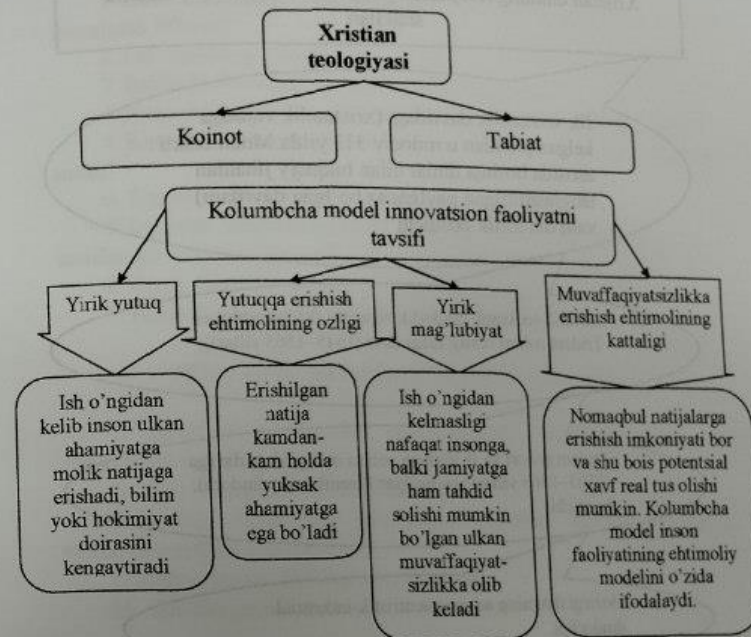 Xristian
teologiyasi
Koinot
Tabiat
Kolumbcha model innovatsion faoliyatni
tavsifi
Yirik yutuq
Yutuqqa erishish
ehtimolining ozligi
Yirik
mag'lubiyat
Muvaffaqiyatsizlikka
erishish ehtimolining
kattaligi
Ish o'ngidan
kelib inson ulkan
ahamiyatga
molik natijaga
erishadi, bilim
yoki hokimiyat
doirasini
kengaytiradi
Erishilgan
natija
kamdan-
kam holda
yuksak
ahamiyatga
ega bo'ladi
Ish o'ngidan
kelmasligi
nafaqat insonga,
balki jamiyatga
ham tahdid
solishi mumkin
bo'lgan ulkan
muvaffaqiyat-
sizlikka olib
keladi
Nomaqbul natijalarga
erishish imkoniyati bor
va shu bois potentsial
xavf real tus olishi
mumkin. Kolumbcha
model inson
faoliyatining ehtimoliy
modelini o'zida
ifodalaydi.